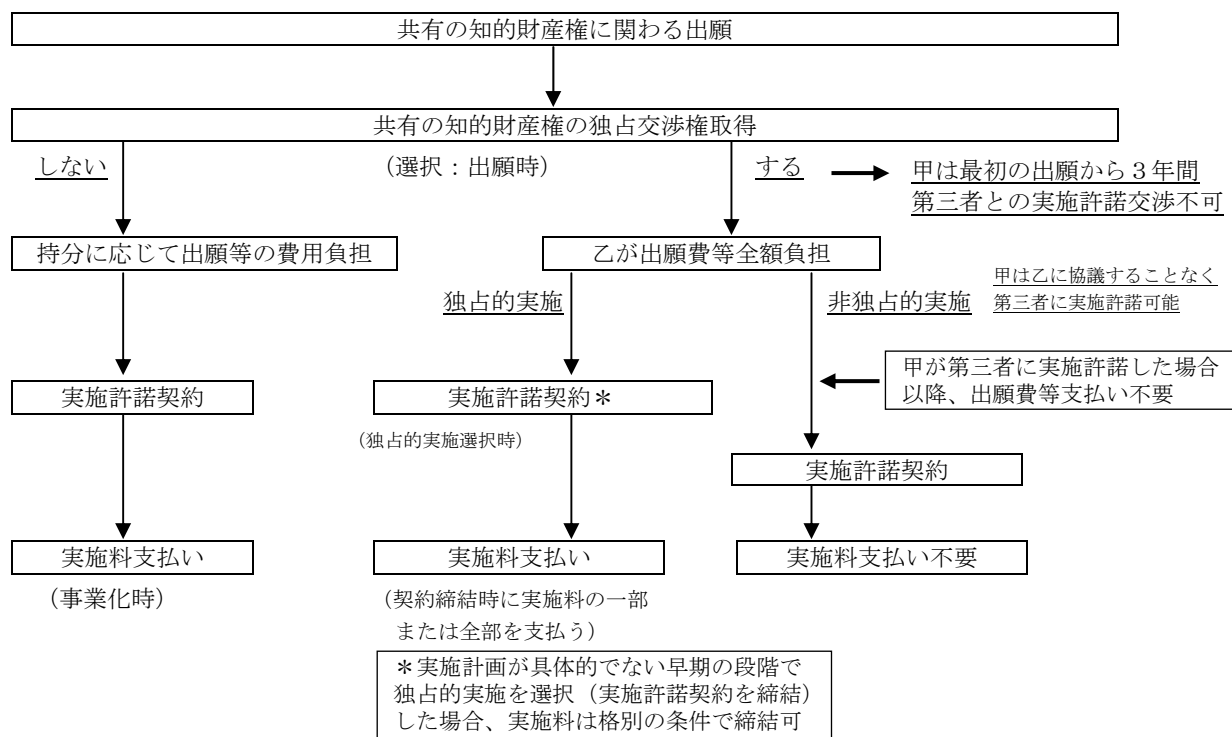 共有の知的財産権に関わる出願
共有の知的財産権の独占交渉権取得
しない
（選択：出願時）
する
甲は最初の出願から３年間
第三者との実施許諾交渉不可
持分に応じて出願等の費用負担
乙が出願費等全額負担
独占的実施
非独占的実施
甲は乙に協議することなく
第三者に実施許諾可能
甲が第三者に実施許諾した場合
以降、出願費等支払い不要
実施許諾契約
実施許諾契約＊
（独占的実施選択時）
実施許諾契約
実施料支払い
実施料支払い
実施料支払い不要
（事業化時）
（契約締結時に実施料の一部
または全部を支払う）
＊実施計画が具体的でない早期の段階で
独占的実施を選択（実施許諾契約を締結）
した場合、実施料は格別の条件で締結可